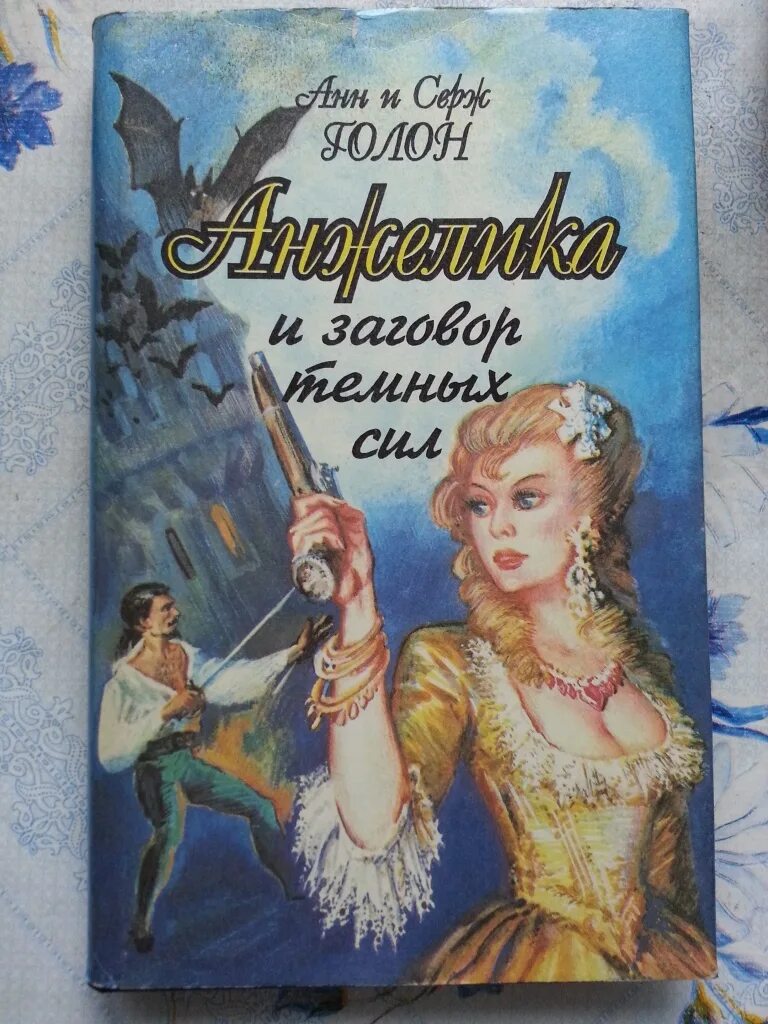 Анн и Серж
ГОЛОН
Анжелика
и заговор
темных
сил